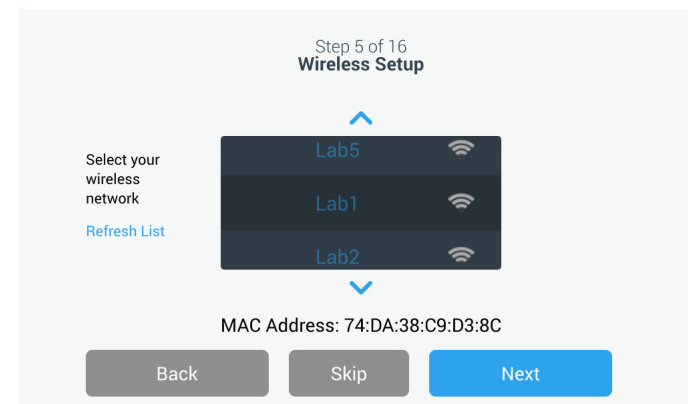 Step 5 of 16
Wireless Setup
Select your
wireless
network
Refresh List
Lab5
Lab1
Lab2
MAC Address: 74:DA:38:C9:D3:8C
Back
Skip
Next